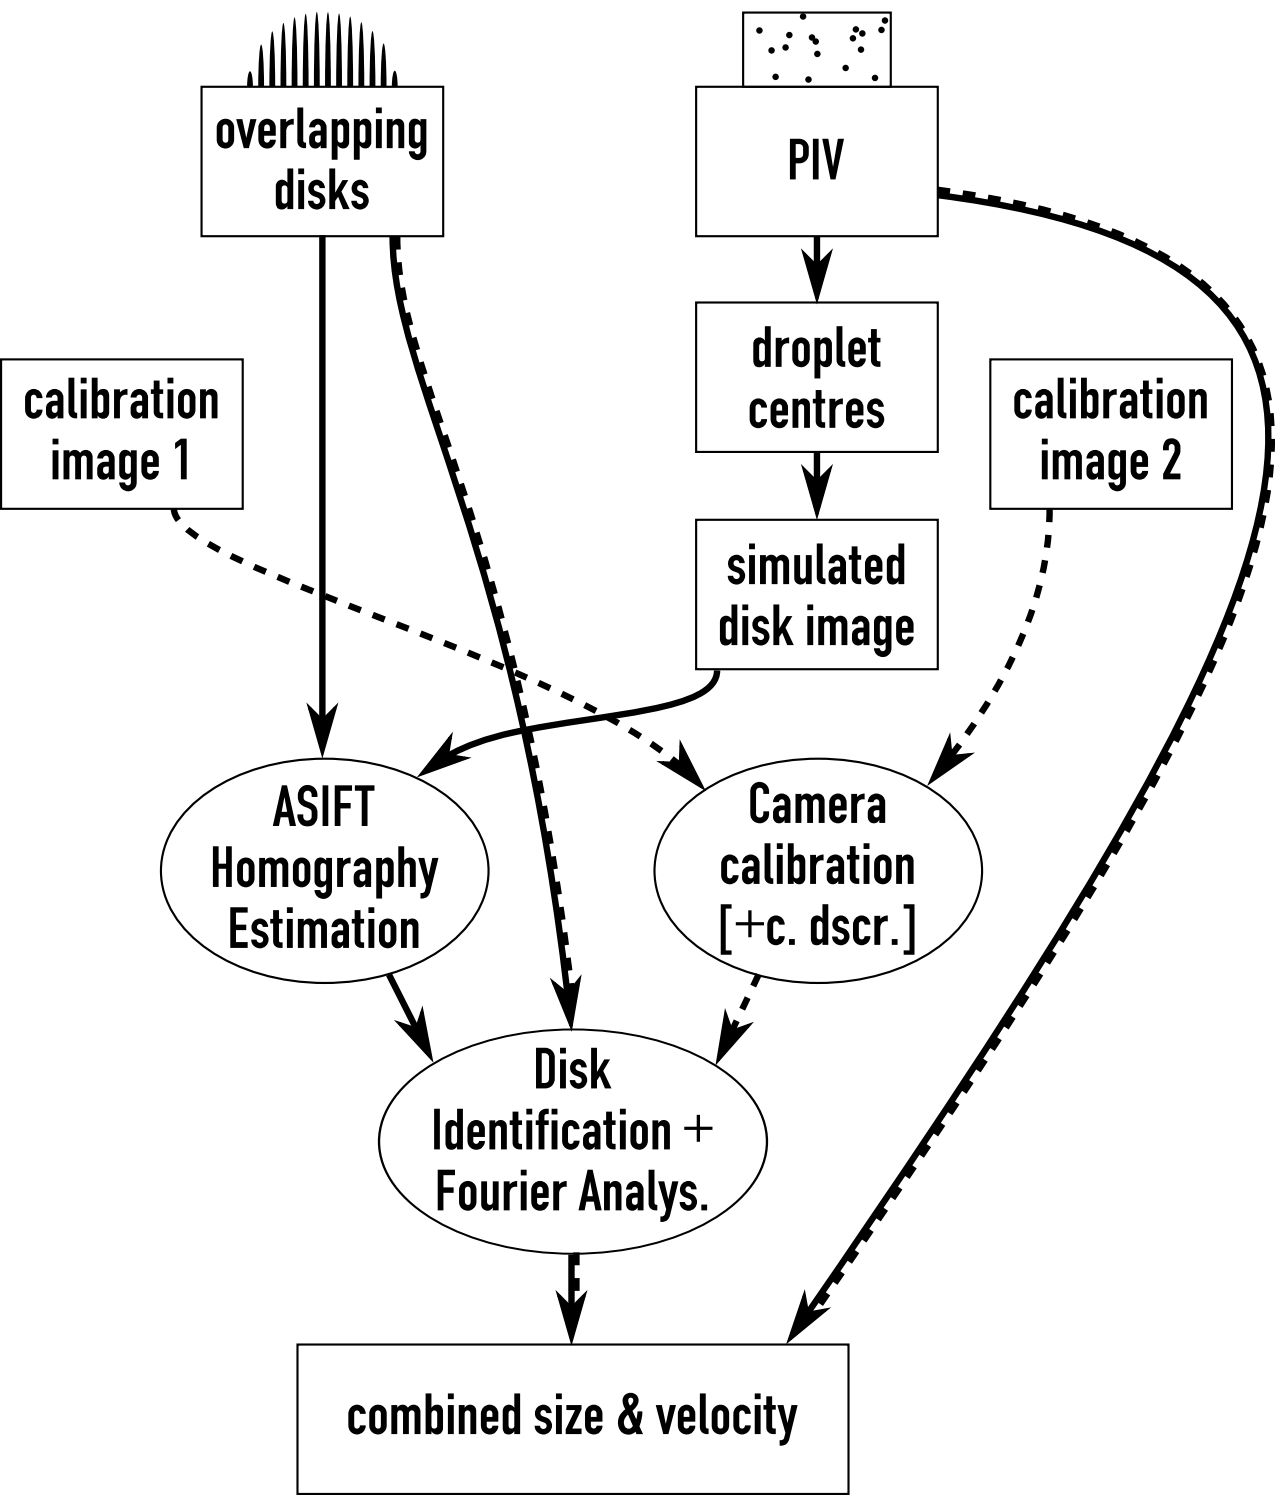 overlapping
disks
PIV
droplet
centres
calibration
image 1
calibration
image 2
simulated
disk image
ASIFT
Homography
Estimation
Camera
calibration
[+c. dscr.]
Disk
Identification +
Fourier Analys.
combined size & velocity